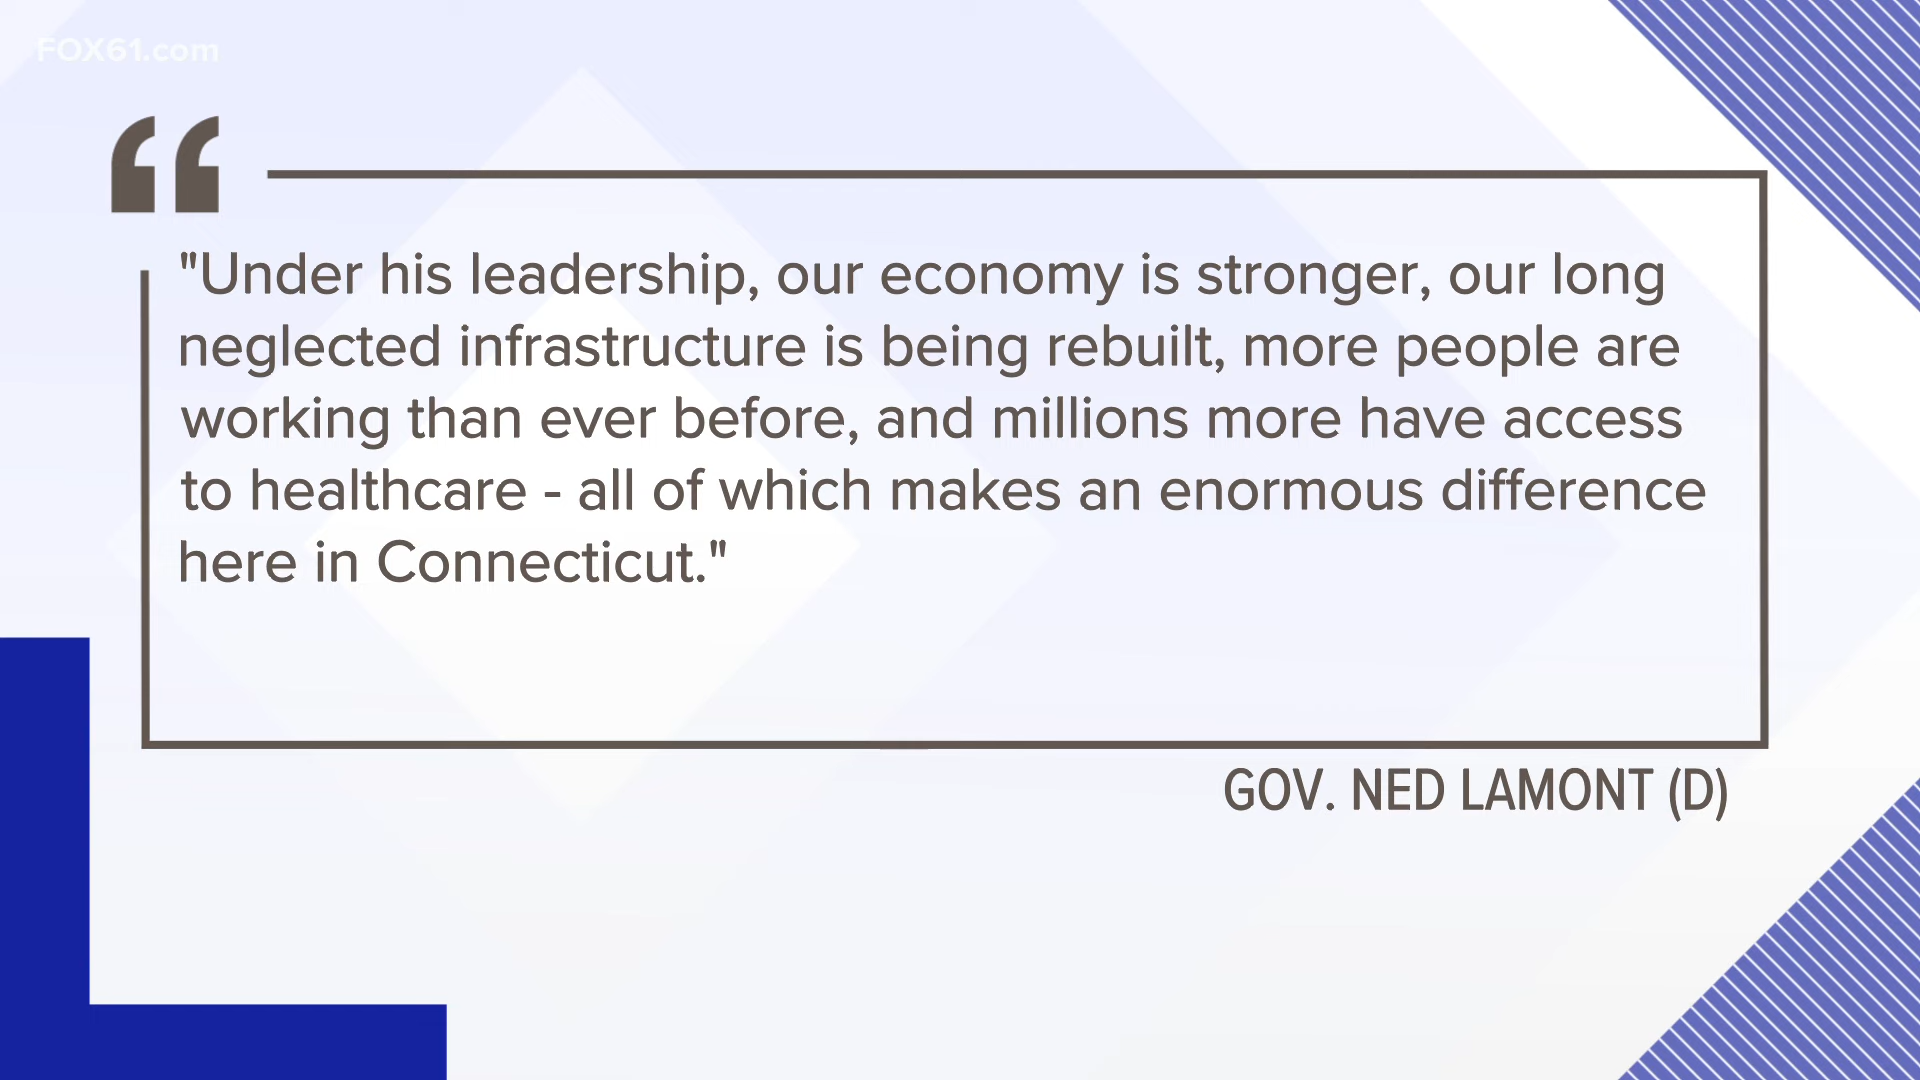 FOX61.com
"Under his leadership, our economy is stronger, our long
neglected infrastructure is being rebuilt, more people are
working than ever before, and millions more have access
to healthcare - all of which makes an enormous difference
here in Connecticut."
GOV. NED LAMONT (D)